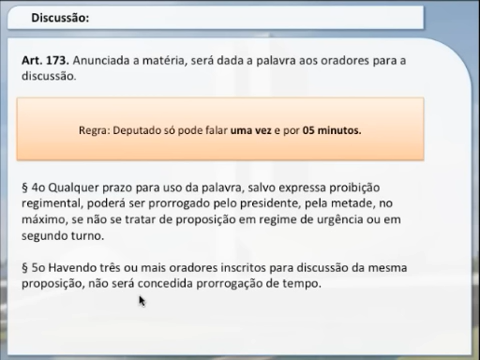 Discussão:
Art. 173. Anunciada a matéria, será dada a palavra aos oradores para a
discussão.
Regra: Deputado só pode falar uma vez e por 05 minutos.
§ 4o Qualquer prazo para uso da palavra, salvo expressa proibição
regimental, poderá ser prorrogado pelo presidente, pela metade, no
máximo, se não se tratar de proposição em regime de urgência ou em
segundo turno.
§ 5o Havendo três ou mais oradores inscritos para discussão da mesma
proposição, não será concedida prorrogação de tempo.